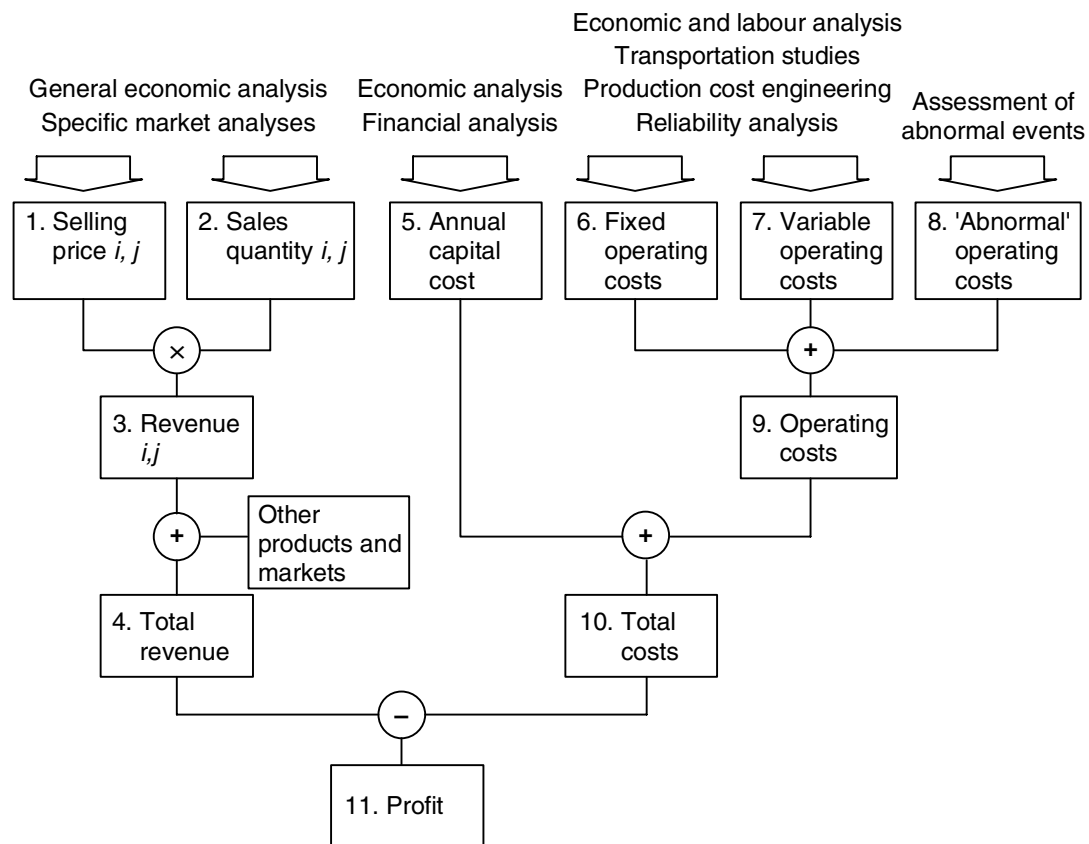 Economic and labour analysis
Transportation studies
Production cost engineering
Reliability analysis
General economic analysis
Specific market analyses
Economic analysis
Financial analysis
Assessment of
abnormal events
1. Selling
price i, j
2. Sales
quantity i, j
5. Annual
capital
cost
6. Fixed
operating
costs
7. Variable
operating
costs
8. 'Abnormal'
operating
costs
×
+
3. Revenue
i,j
9. Operating
costs
+
Other
products and
markets
+
4. Total
revenue
10. Total
costs
−
11. Profit